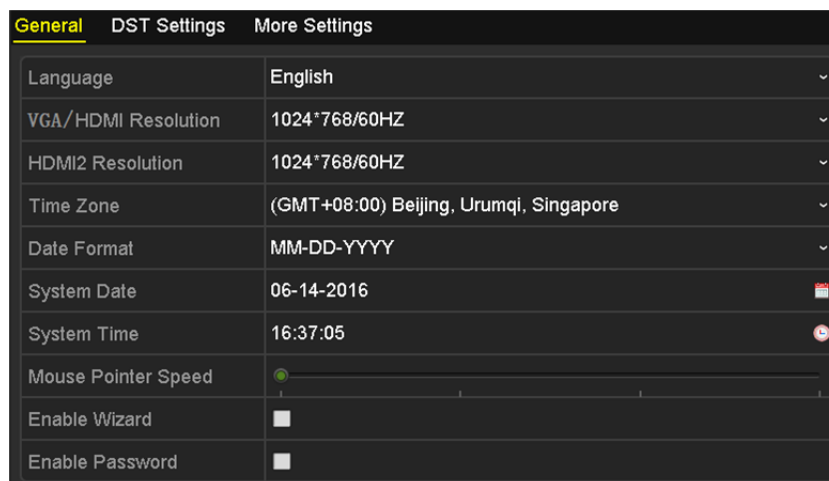 General DST Settings More Settings
Language English
VGA/HDMI Resolution 1024*768/60HZ
HDMI2 Resolution 1024*768/60HZ
Time Zone (GMT+08:00) Beijing, Urumqi, Singapore
Date Format MM-DD-YYYY
System Date 06-14-2016
System Time 16:37:05
Mouse Pointer Speed
Enable Wizard
Enable Password